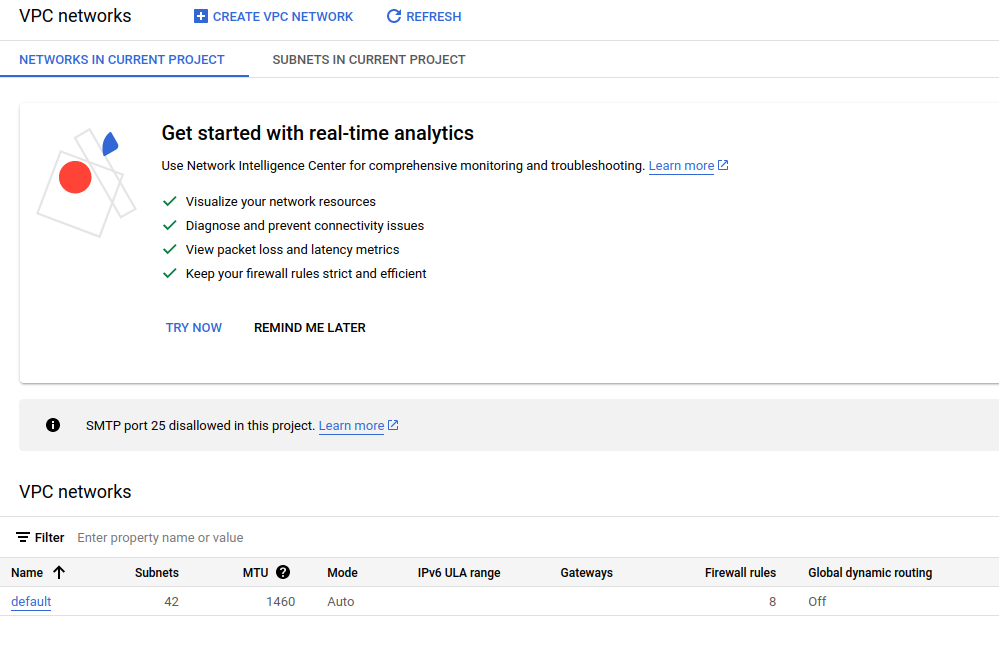 VPC networks CREATE VPC NETWORK REFRESH
NETWORKS IN CURRENT PROJECT SUBNETS IN CURRENT PROJECT
Get started with real-time analytics
Use Network Intelligence Center for comprehensive monitoring and troubleshooting. Learn more
Visualize your network resources
Diagnose and prevent connectivity issues
View packet loss and latency metrics
Keep your firewall rules strict and efficient
TRY NOW REMIND ME LATER
SMTP port 25 disallowed in this project. Learn more
VPC networks
Filter Enter property name or value
Name Subnets MTU Mode IPv6 ULA range Gateways Firewall rules Global dynamic routing
default 42 1460 Auto 8 Off